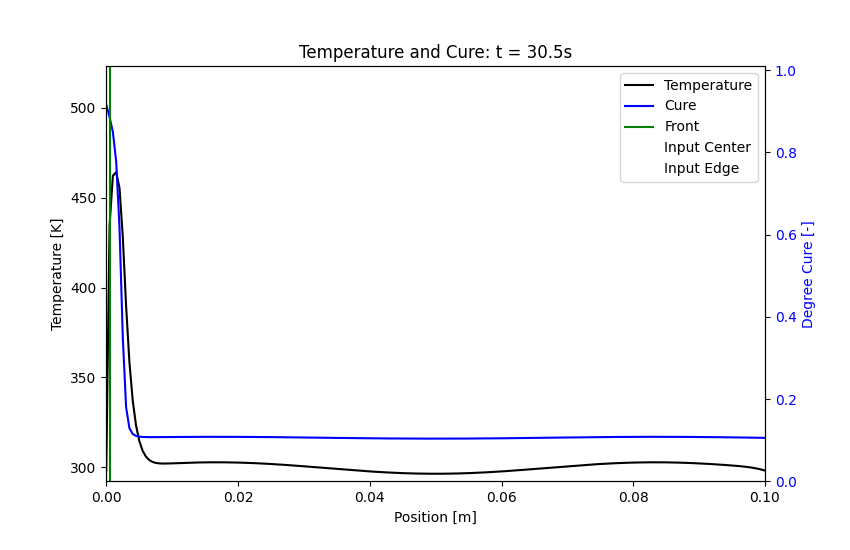 Temperature and Cure: t = 30.5s
Temperature
Cure
Front
Input Center
Input Edge
500
450
400
350
300
Temperature [K]
1.0
0.8
0.6
0.4
0.2
0.0
Degree Cure [-]
0.00 0.02 0.04 0.06 0.08 0.10
Position [m]